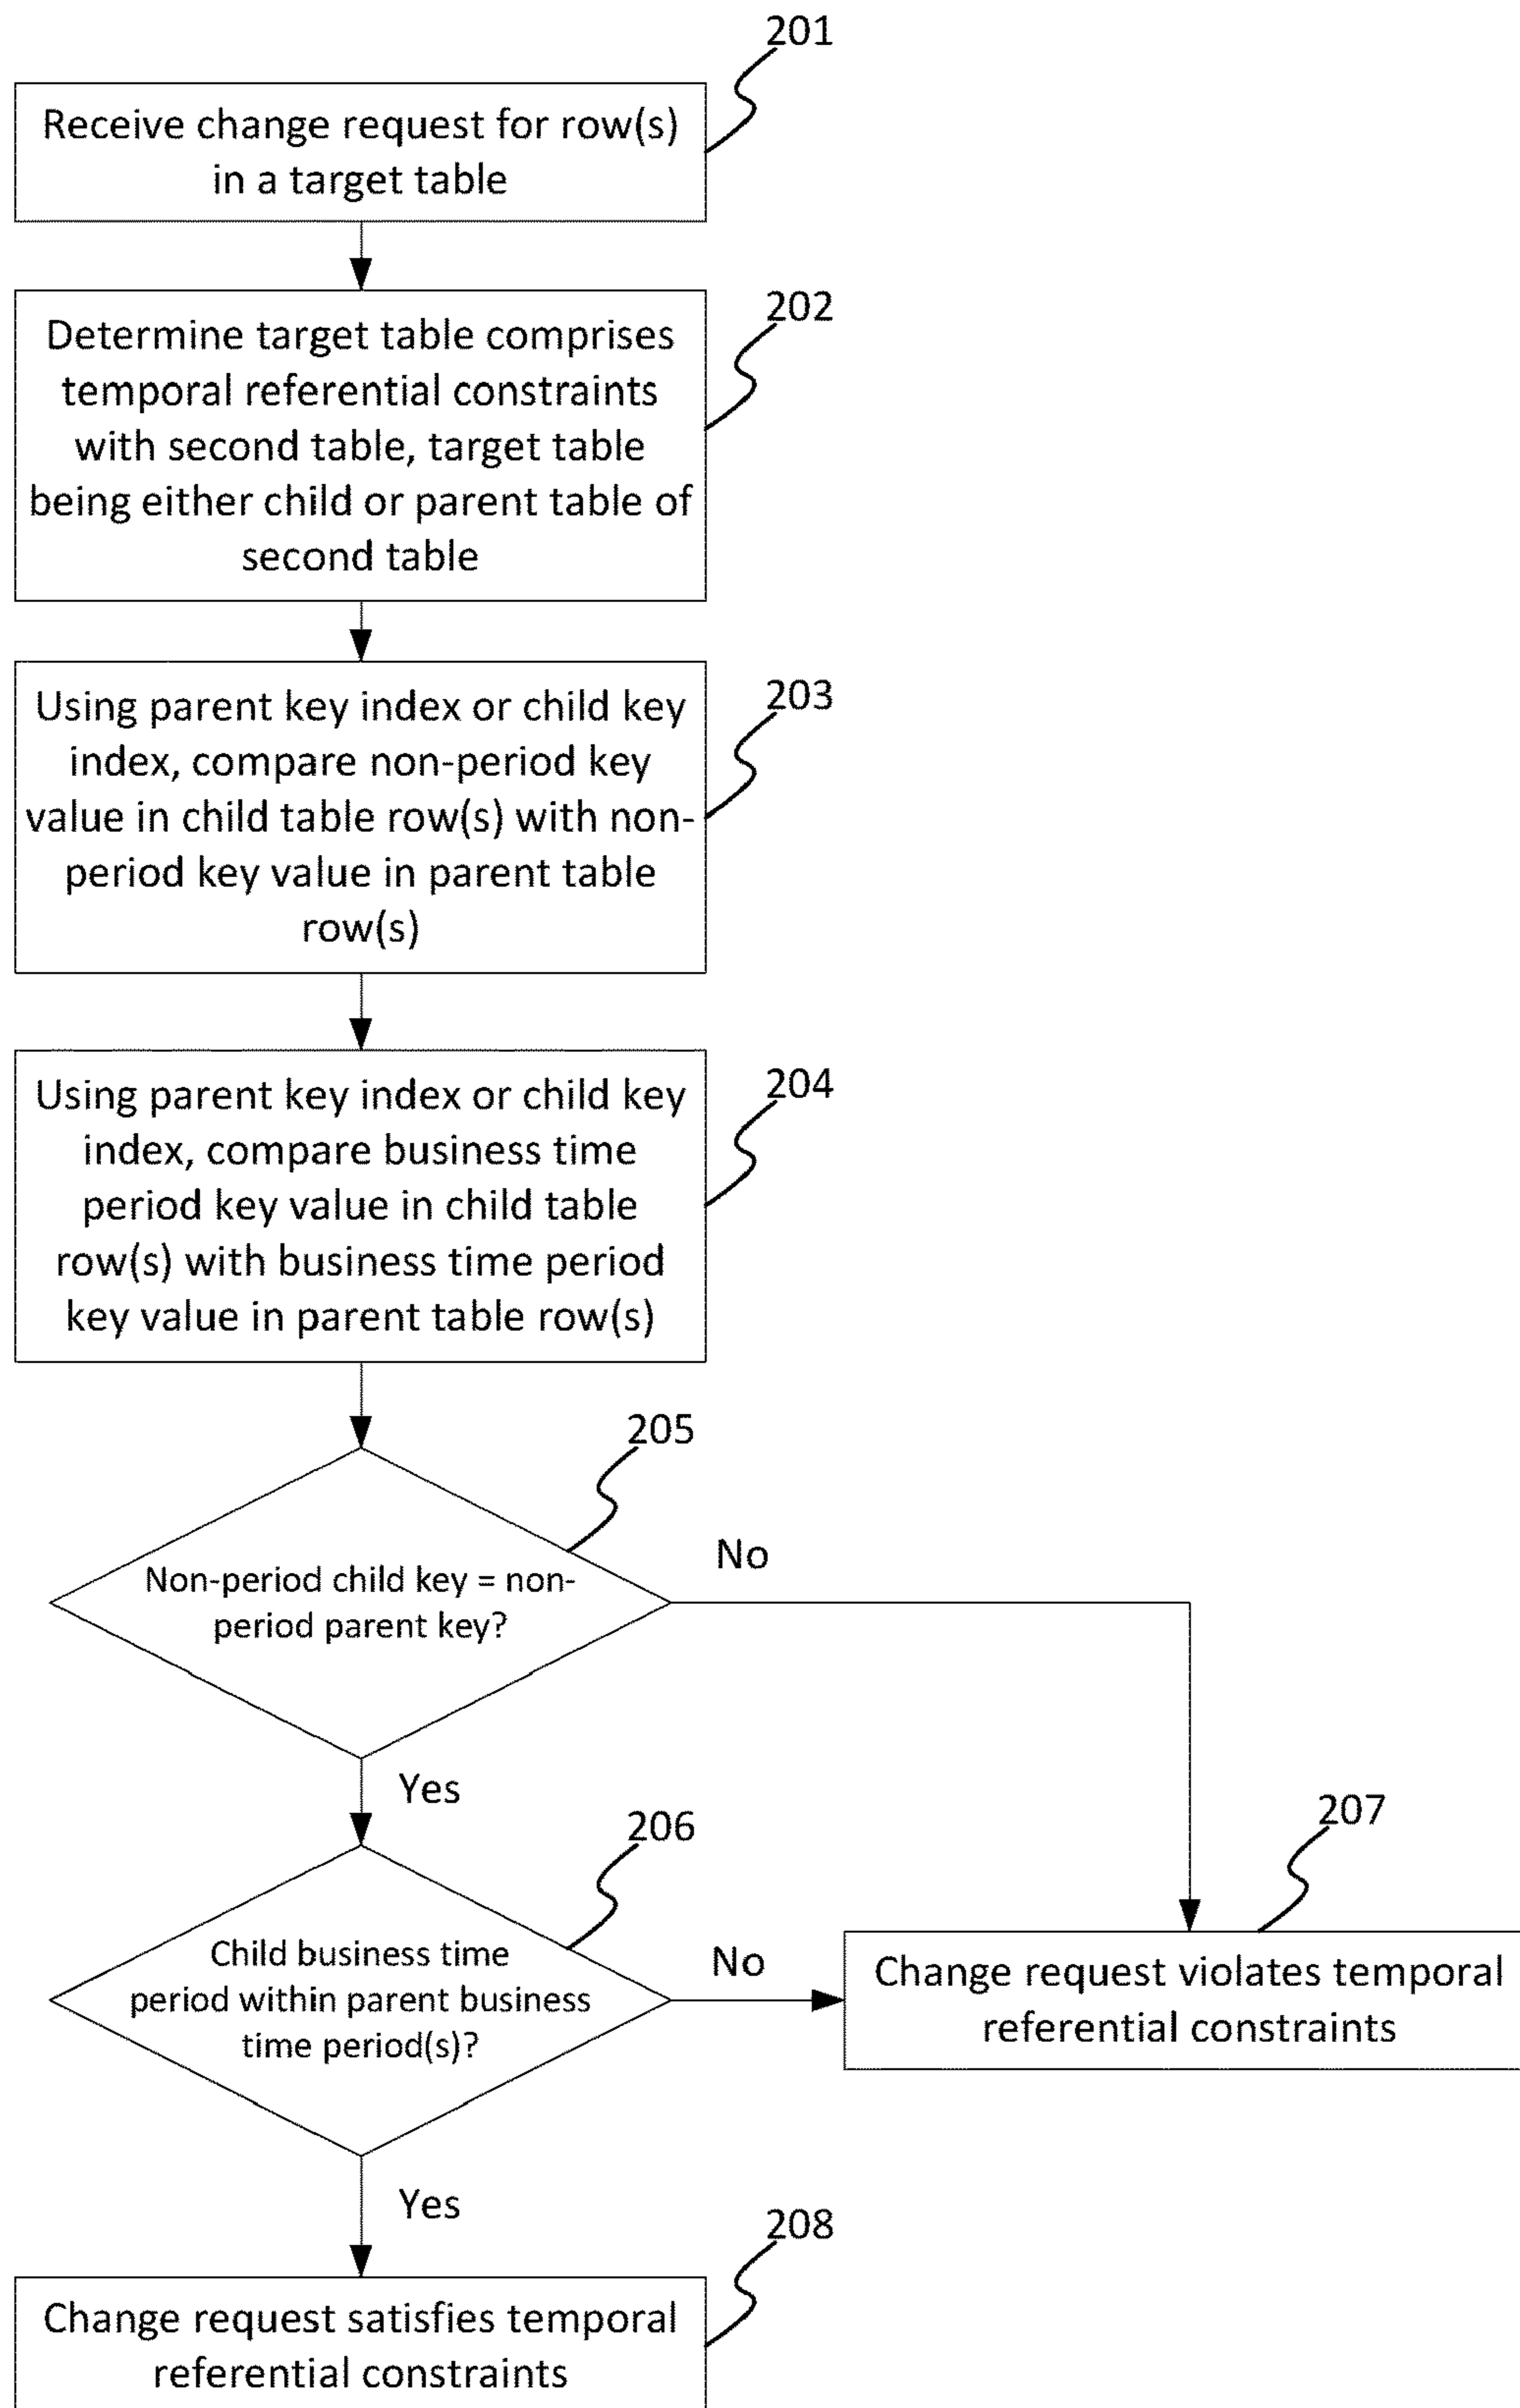 201
Receive change request for row(s)
in a target table
202
Determine target table comprises
temporal referential constraints
with second table, target table
being either child or parent table of
second table
203
Using parent key index or child key
index, compare non-period key
value in child table row(s) with non-
period key value in parent table
row(s)
204
Using parent key index or child key
index, compare business time
period key value in child table
row(s) with business time period
key value in parent table row(s)
205
Non-period child key = non-
period parent key?
No
Yes
206
Child business time
period within parent business
time period(s)?
No
207
Change request violates temporal
referential constraints
Yes
208
Change request satisfies temporal
referential constraints